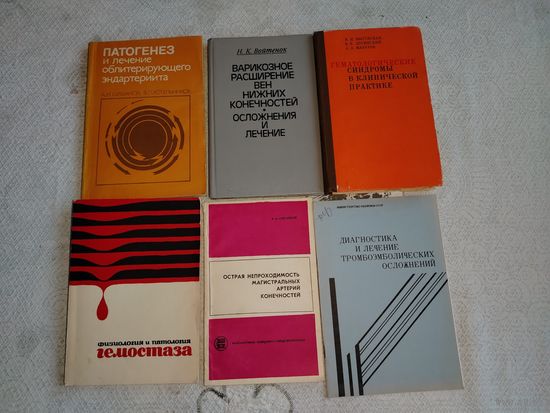 ПАТОГЕНЕЗ
и лечение
облитерирующего
эндартериита
Н. К. Войтенок
ВАРИКОЗНОЕ
РАСШИРЕНИЕ
ВЕН
НИЖНИХ
КОНЕЧНОСТЕЙ •
ОСЛОЖНЕНИЯ
И
ЛЕЧЕНИЕ
ГЕМАТОЛОГИЧЕСКИЕ
СИНДРОМЫ
В КЛИНИЧЕСКОЙ
ПРАКТИКЕ
физиология и патология
гемостаза
ОСТРАЯ НЕПРОХОДИМОСТЬ
МАГИСТРАЛЬНЫХ
АРТЕРИЙ
КОНЕЧНОСТЕЙ
ДИАГНОСТИКА
И ЛЕЧЕНИЕ
ТРОМБОЭМБОЛИЧЕСКИХ
ОСЛОЖНЕНИЙ